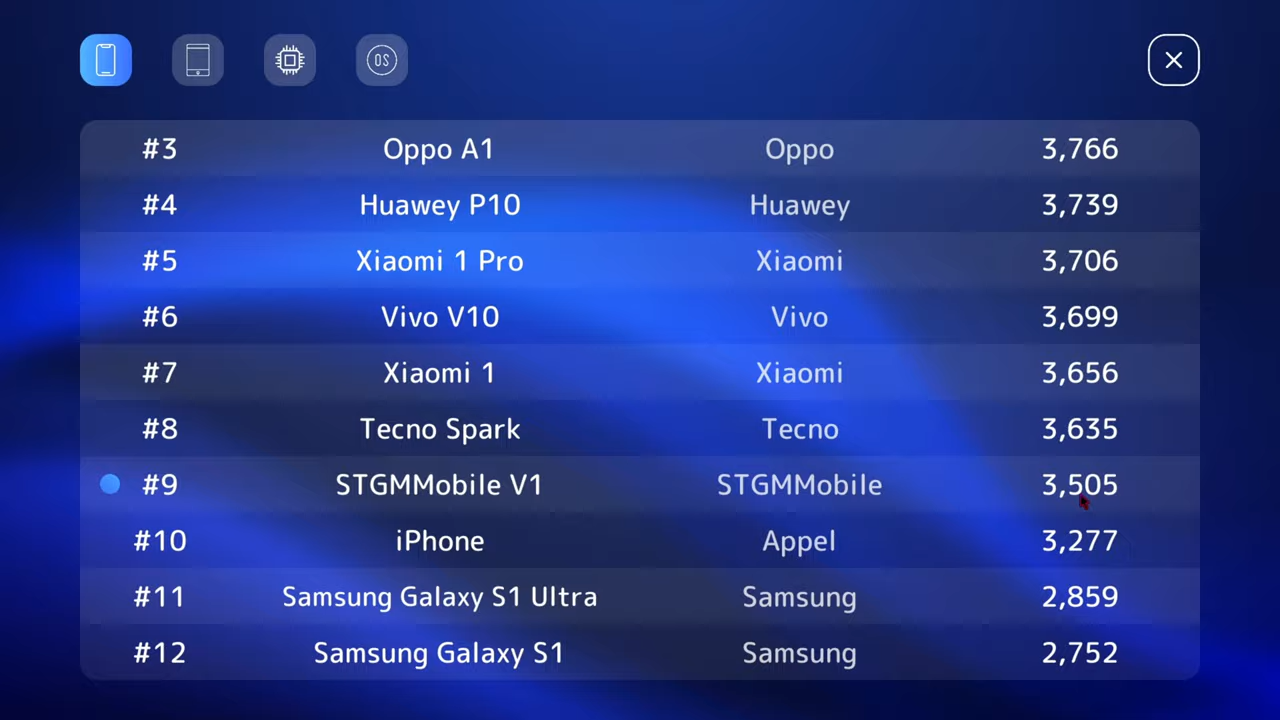 OS
#3 Oppo A1 Oppo 3,766
#4 Huawey P10 Huawey 3,739
#5 Xiaomi 1 Pro Xiaomi 3,706
#6 Vivo V10 Vivo 3,699
#7 Xiaomi 1 Xiaomi 3,656
#8 Tecno Spark Tecno 3,635
#9 STGMMobile V1 STGMMobile 3,505
#10 iPhone Appel 3,277
#11 Samsung Galaxy S1 Ultra Samsung 2,859
#12 Samsung Galaxy S1 Samsung 2,752